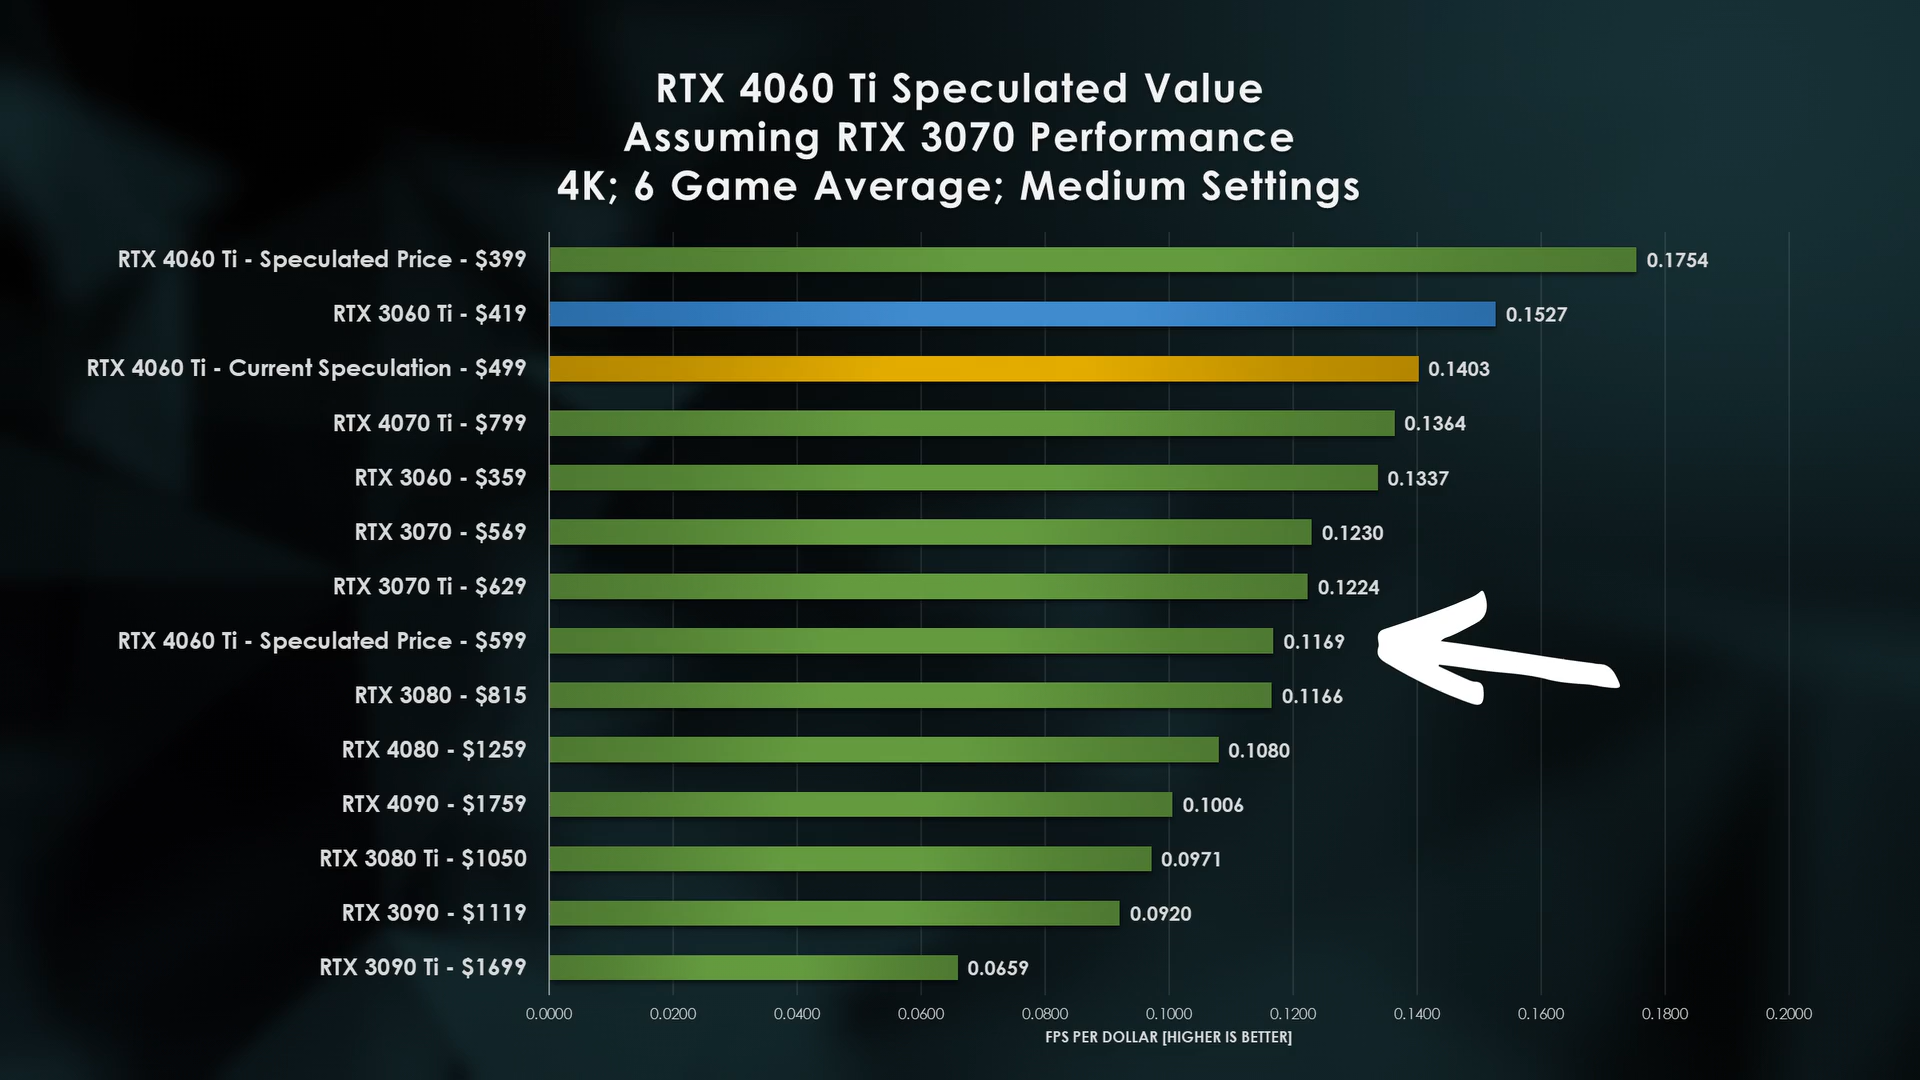 RTX 4060 Ti Speculated Value
Assuming RTX 3070 Performance
4K; 6 Game Average; Medium Settings
RTX 4060 Ti - Speculated Price - $399 0.1754
RTX 3060 Ti - $419 0.1527
RTX 4060 Ti - Current Speculation - $499 0.1403
RTX 4070 Ti - $799 0.1364
RTX 3060 - $359 0.1337
RTX 3070 - $569 0.1230
RTX 3070 Ti - $629 0.1224
RTX 4060 Ti - Speculated Price - $599 0.1169
RTX 3080 - $815 0.1166
RTX 4080 - $1259 0.1080
RTX 4090 - $1759 0.1006
RTX 3080 Ti - $1050 0.0971
RTX 3090 - $1119 0.0920
RTX 3090 Ti - $1699 0.0659
0.0000 0.0200 0.0400 0.0600 0.0800 0.1000 0.1200 0.1400 0.1600 0.1800 0.2000
FPS PER DOLLAR [HIGHER IS BETTER]